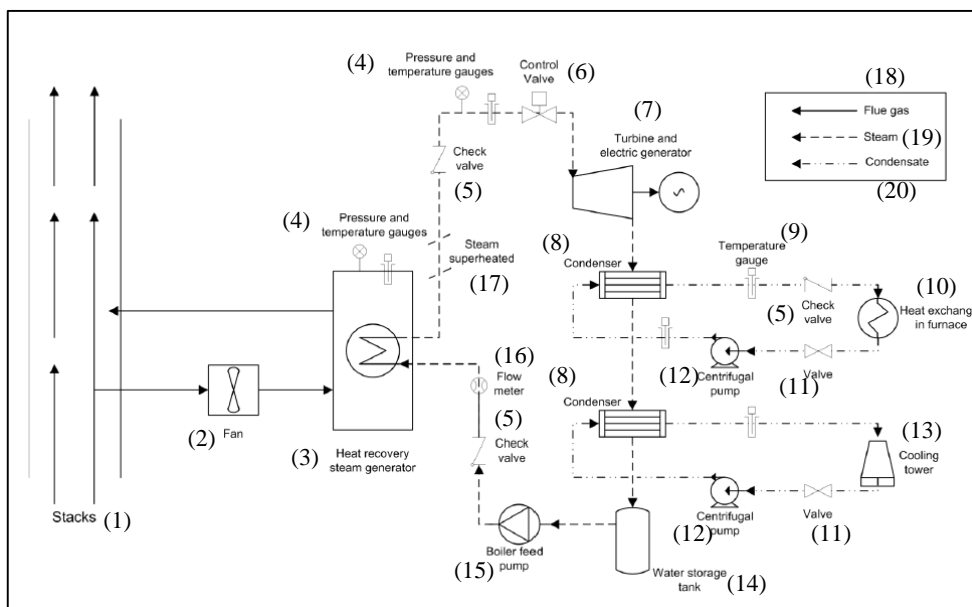 (4)
Pressure and
temperature gauges
Control
Valve
(6)
(18)
Flue gas
Steam (19)
Condensate
(20)
(7)
Turbine and
electric generator
Check
valve
(5)
(4)
Pressure and
temperature gauges
Steam
superheated
(17)
(8)
Condenser
(9)
Temperature
gauge
(10)
Heat exchang
in furnace
(5)
Check
valve
(16)
Flow
meter
(8)
Condenser
(12)
Centrifugal
pump
(11)
Valve
(2)
Fan
(3)
Heat recovery
steam generator
(5)
Check
valve
(13)
Cooling
tower
Stacks (1)
(15)
Boiler feed
pump
(12)
Centrifugal
pump
Valve
(11)
Water storage
tank
(14)